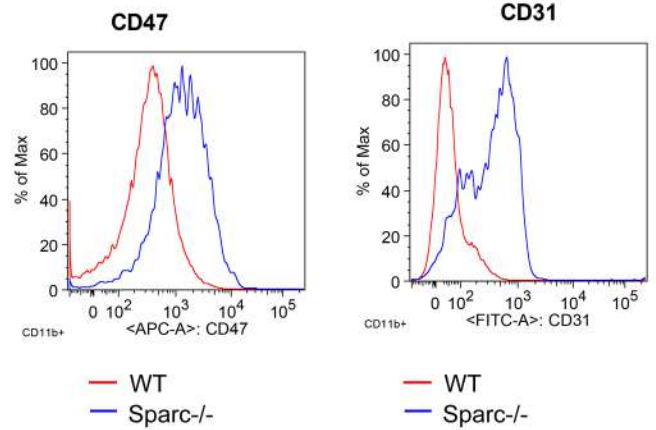 CD47
% of Max
100
80
60
40
20
0
0 10² 10³ 10⁴ 10⁵
CD11b+
<APC-A>: CD47
WT
Sparc-/-
CD31
% of Max
100
80
60
40
20
0
0 10² 10³ 10⁴ 10⁵
CD11b+
<FITC-A>: CD31
WT
Sparc-/-